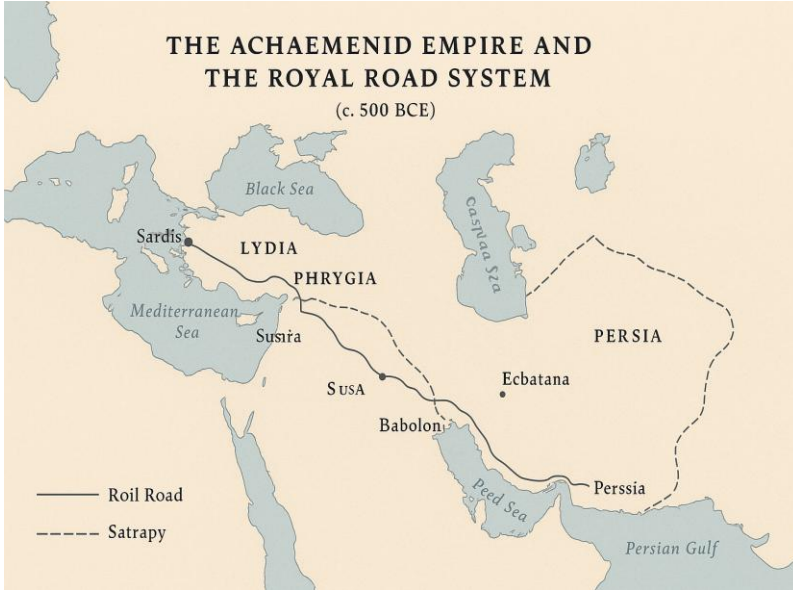 THE ACHAEMENID EMPIRE AND
THE ROYAL ROAD SYSTEM
(c. 500 BCE)
Black Sea
Sardis
LYDIA
PHRYGIA
Mediterranean
Sea
PERSIA
Ecbatana
SUSA
Babolon
Perssia
Peed Sea
Persian Gulf
Roil Road
Satrapy